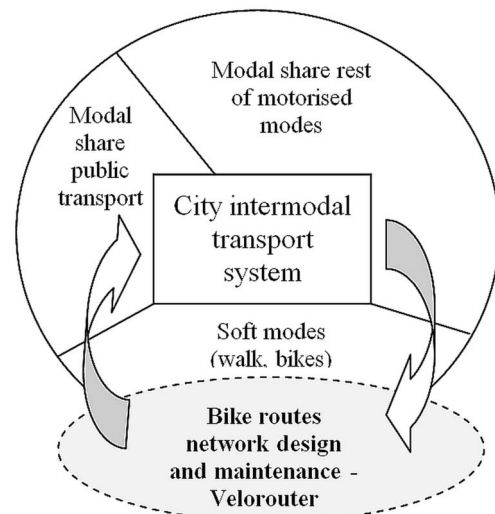 Modal share rest
of motorised
modes
Modal
share
public
transport
City intermodal
transport
system
Soft modes
(walk, bikes)
Bike routes
network design
and maintenance -
Velorouter